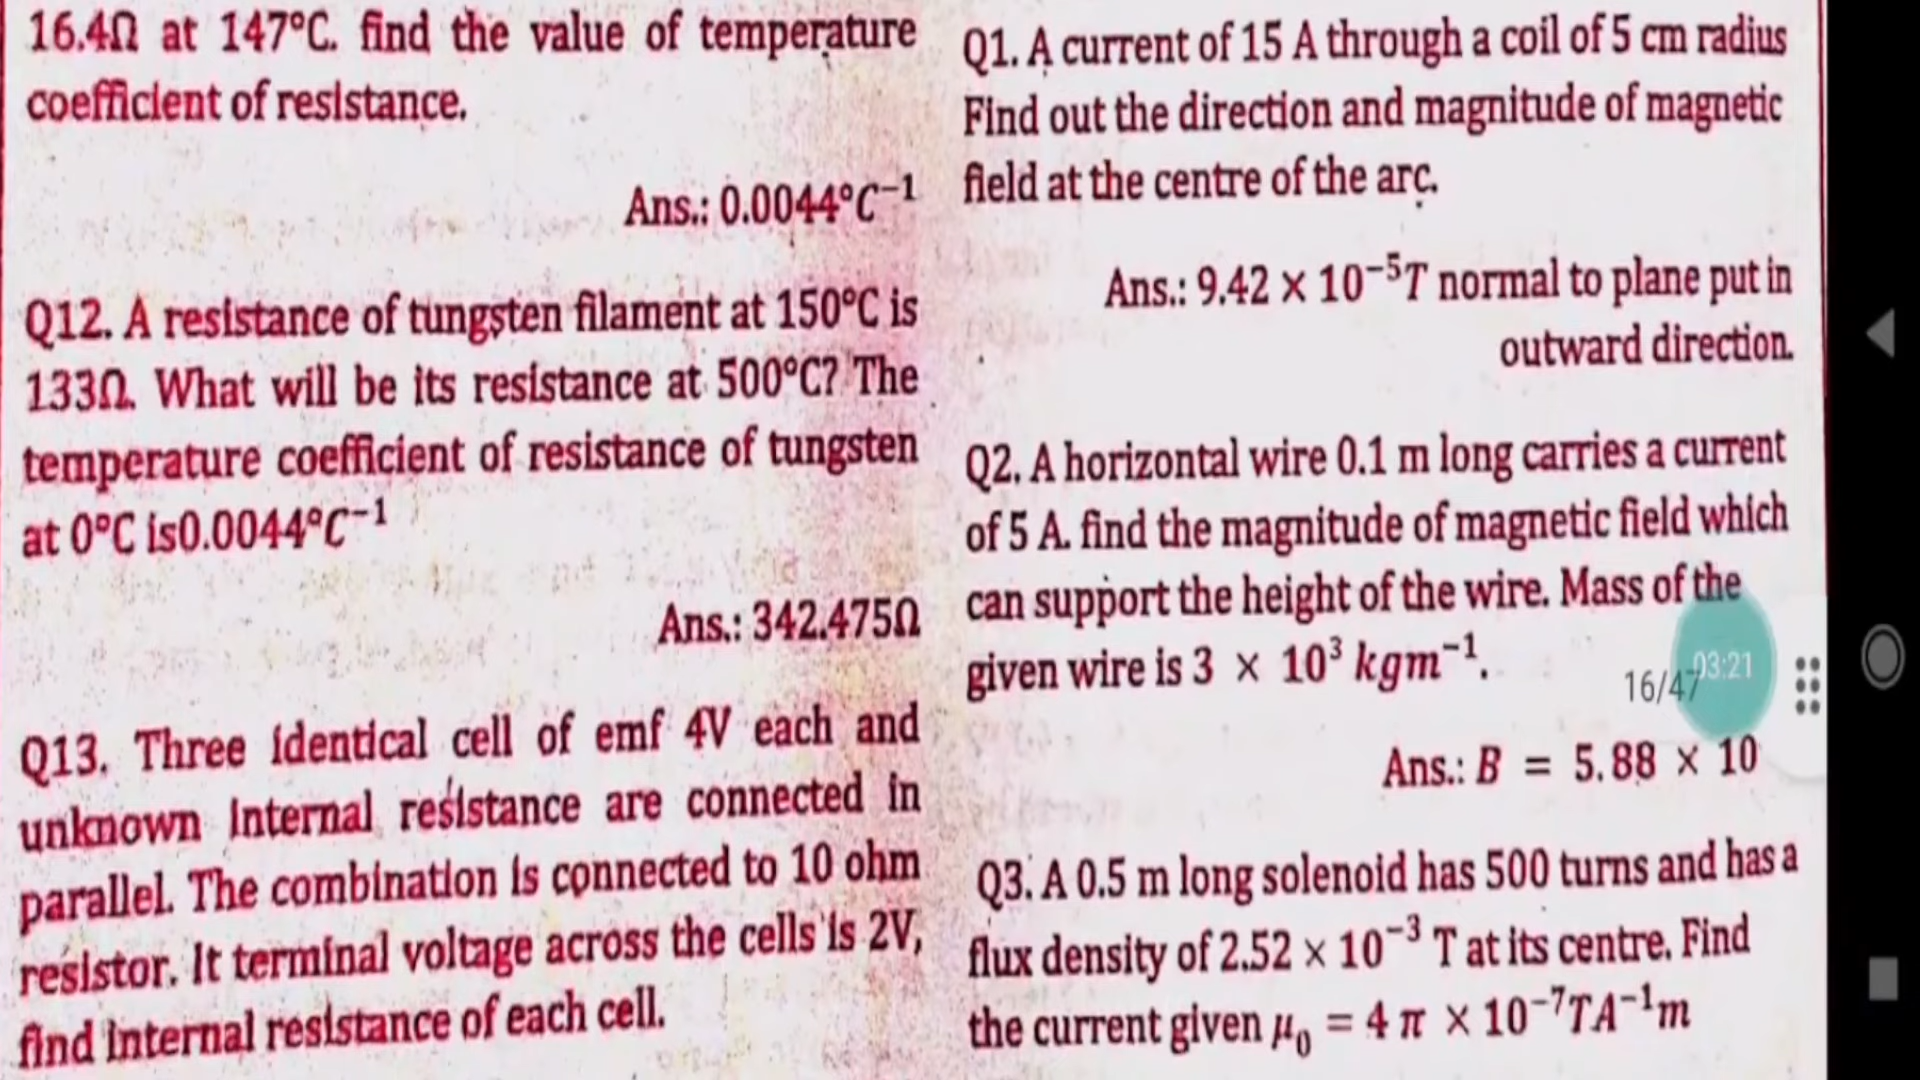 16.4Ω at 147°C. find the value of temperature
coefficient of resistance.
Ans.: 0.0044°C⁻¹
Q12. A resistance of tungsten filament at 150°C is
133Ω. What will be its resistance at 500°C? The
temperature coefficient of resistance of tungsten
at 0°C is0.0044°C⁻¹
Ans.: 342.475Ω
Q13. Three identical cell of emf 4V each and
unknown internal resistance are connected in
parallel. The combination is connected to 10 ohm
resistor. It terminal voltage across the cells is 2V,
find internal resistance of each cell.
Q1. A current of 15 A through a coil of 5 cm radius
Find out the direction and magnitude of magnetic
field at the centre of the arc.
Ans.: 9.42 × 10⁻⁵T normal to plane put in
outward direction.
Q2. A horizontal wire 0.1 m long carries a current
of 5 A. find the magnitude of magnetic field which
can support the height of the wire. Mass of the
given wire is 3 × 10³ kgm⁻¹.
16/47
03:21
Ans.: B = 5.88 × 10
Q3. A 0.5 m long solenoid has 500 turns and has a
flux density of 2.52 × 10⁻³ T at its centre. Find
the current given μ₀ = 4 π × 10⁻⁷TA⁻¹m